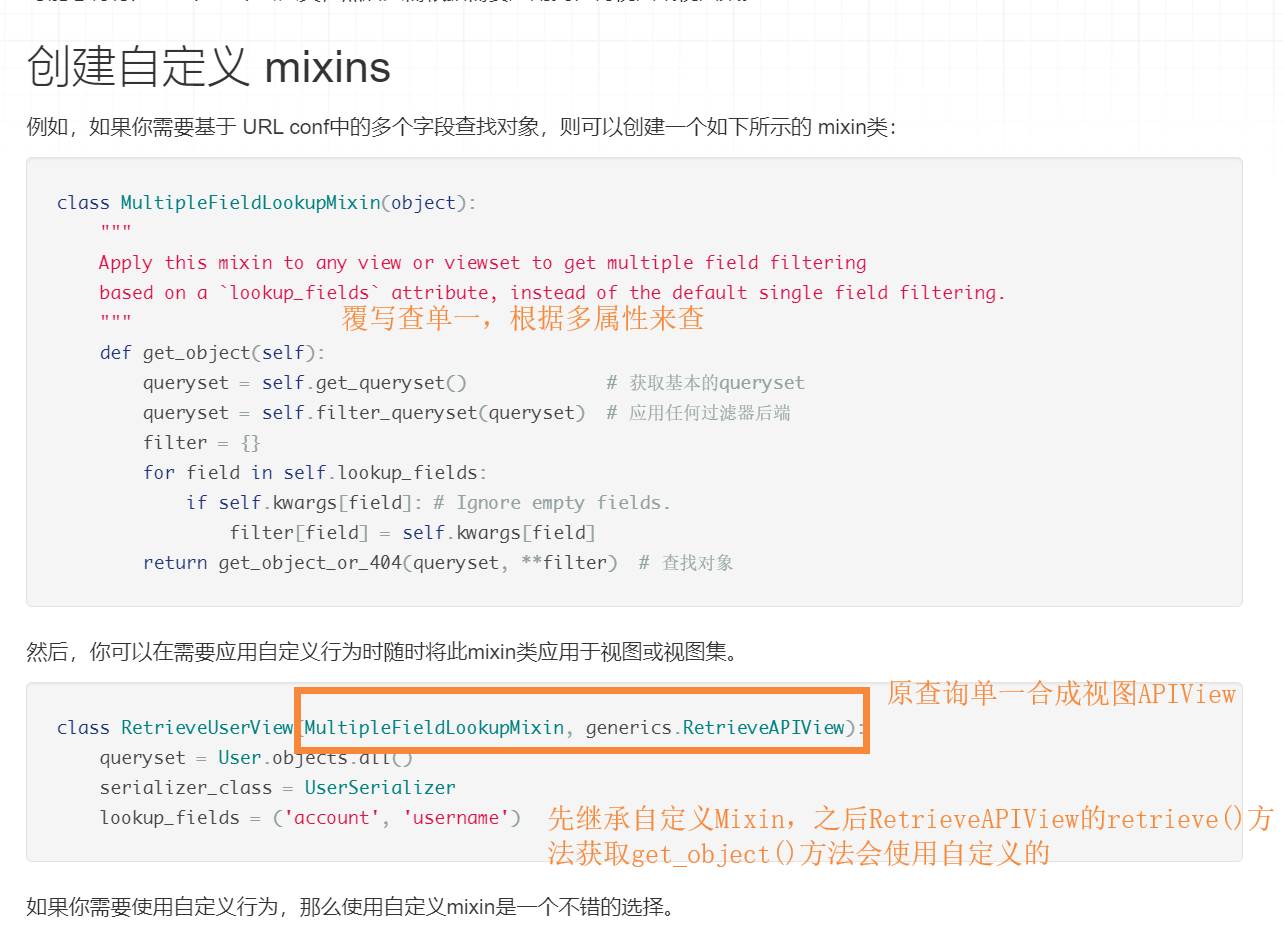 创建自定义 mixins
例如，如果你需要基于 URL conf中的多个字段查找对象，则可以创建一个如下所示的 mixin类：
class MultipleFieldLookupMixin(object):
"""
Apply this mixin to any view or viewset to get multiple field filtering
based on a `lookup_fields` attribute, instead of the default single field filtering.
"""
覆写查单一，根据多属性来查
def get_object(self):
queryset = self.get_queryset() # 获取基本的queryset
queryset = self.filter_queryset(queryset) # 应用任何过滤器后端
filter = {}
for field in self.lookup_fields:
if self.kwargs[field]: # Ignore empty fields.
filter[field] = self.kwargs[field]
return get_object_or_404(queryset, **filter) # 查找对象
然后，你可以在需要应用自定义行为时随时将此mixin类应用于视图或视图集。
原查询单一合成视图APIView
class RetrieveUserView(MultipleFieldLookupMixin, generics.RetrieveAPIView):
queryset = User.objects.all()
serializer_class = UserSerializer
lookup_fields = ('account', 'username')
先继承自定义Mixin，之后RetrieveAPIView的retrieve()方
法获取get_object()方法会使用自定义的
如果你需要使用自定义行为，那么使用自定义mixin是一个不错的选择。